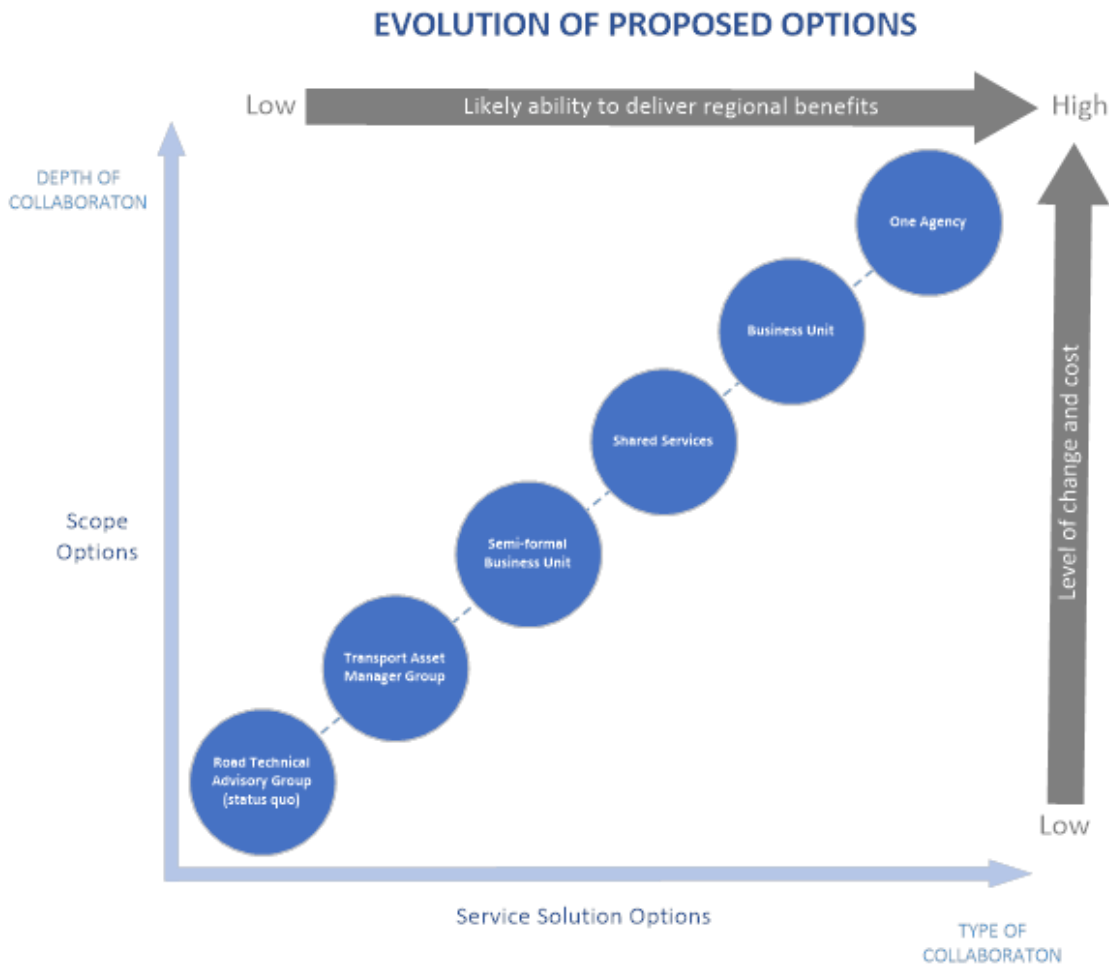 EVOLUTION OF PROPOSED OPTIONS
Low
Likely ability to deliver regional benefits
High
DEPTH OF
COLLABORATON
One Agency
Business Unit
Level of change and cost
Shared Services
Scope
Options
Semi-formal
Business Unit
Transport Asset
Manager Group
Road Technical
Advisory Group
(status quo)
Low
Service Solution Options
TYPE OF
COLLABORATON